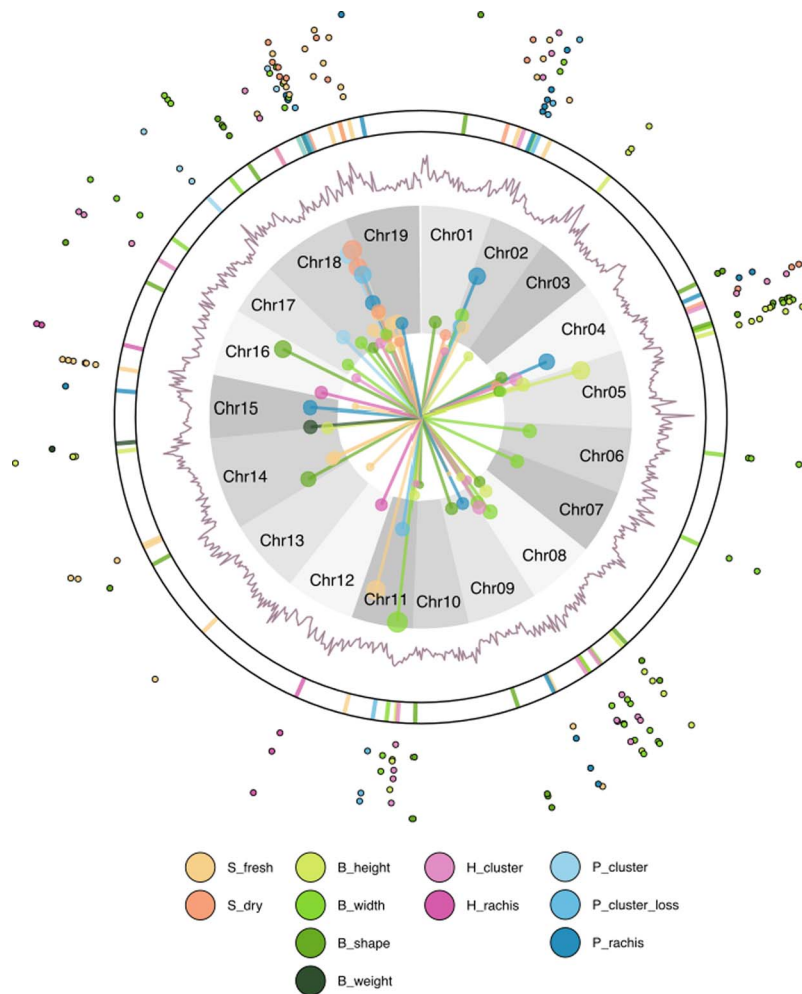 Chr19
Chr01
Chr02
Chr18
Chr03
Chr17
Chr04
Chr16
Chr05
Chr15
Chr06
Chr14
Chr07
Chr13
Chr08
Chr12
Chr11
Chr10
Chr09
S_fresh B_height H_cluster P_cluster
S_dry B_width H_rachis P_cluster_loss
B_shape P_rachis
B_weight